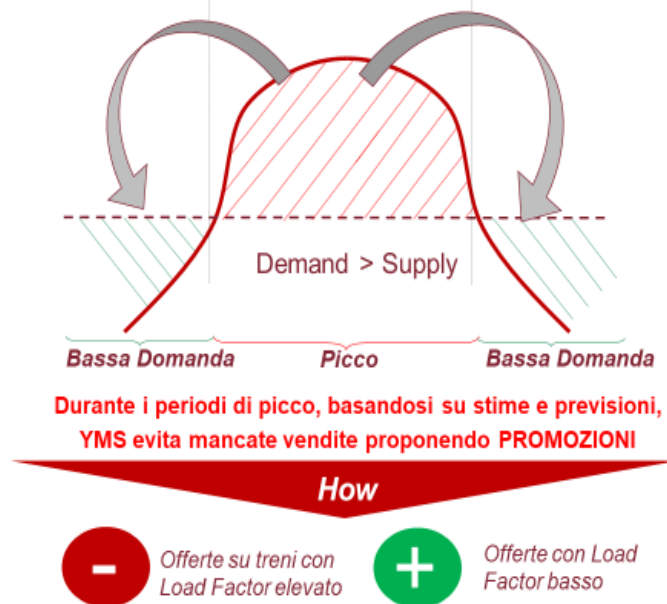 Demand > Supply
Bassa Domanda
Picco
Bassa Domanda
Durante i periodi di picco, basandosi su stime e previsioni,
YMS evita mancate vendite proponendo PROMOZIONI
How
-
Offerte su treni con
Load Factor elevato
+
Offerte con Load
Factor basso